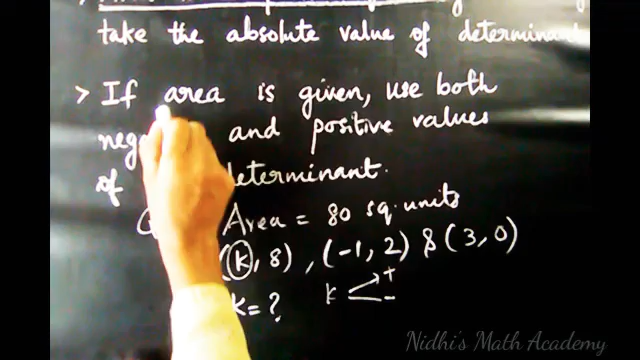 take the absolute value of determinant
> If area is given, use both
and positive values
of determinant.
Area = 80 sq. units
(k, 8), (-1, 2) & (3, 0)
k = ? k + -
Nidhi's Math Academy